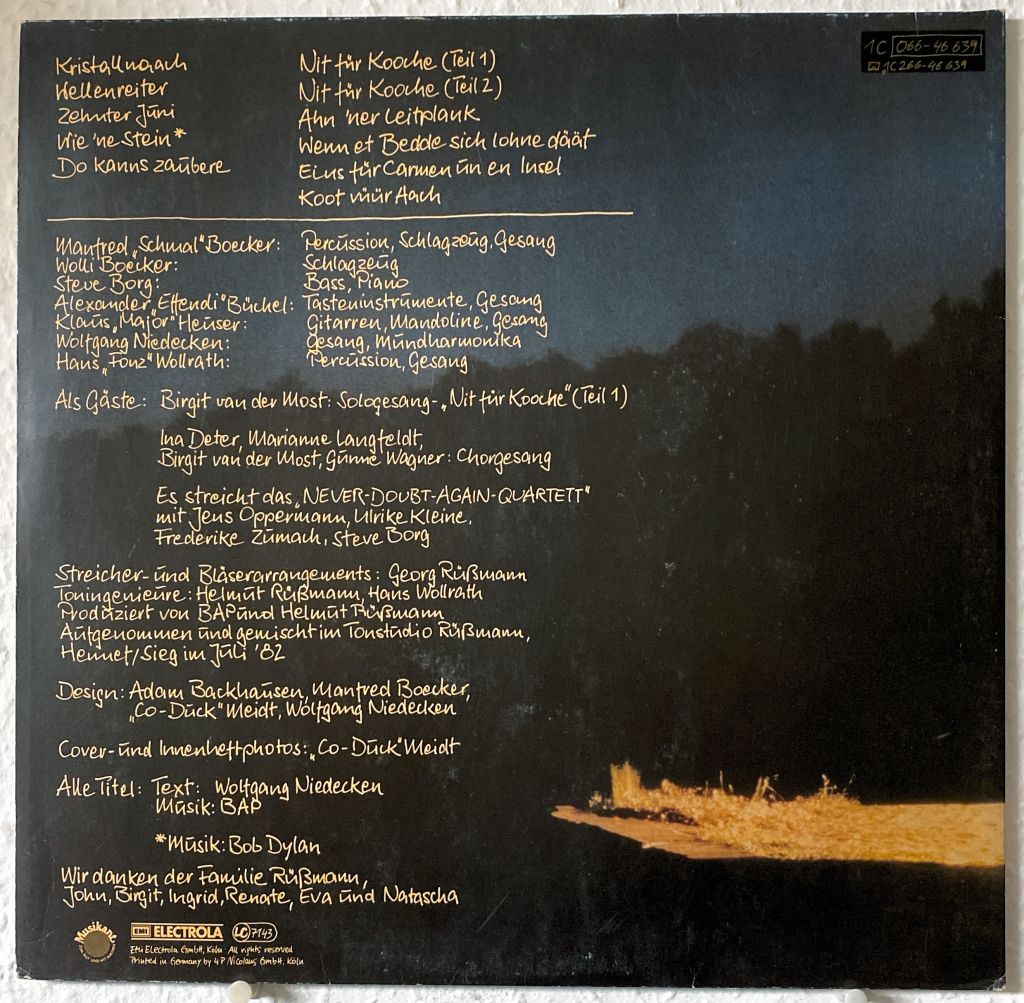 1C 066-46 639
1C 266-46 639
Kristallnaach
Wellenreiter
Zehnter Juni
Wie 'ne Stein*
Do kanns zaubere
Nit für Kooche (Teil 1)
Nit für Kooche (Teil 2)
Ahn 'ner Leitplank
Wenn et Bedde sich lohne däät
Eins für Carmen un en Insel
Koot vüür Aach
Manfred „Schmal“ Boecker: Percussion, Schlagzeug, Gesang
Wolli Boecker: Schlagzeug
Steve Borg: Bass, Piano
Alexander „Effendi“ Büchel: Tasteninstrumente, Gesang
Klaus „Major“ Heuser: Gitarren, Mandoline, Gesang
Wolfgang Niedecken: Gesang, Mundharmonika
Hans „Fonz“ Wollrath: Percussion, Gesang
Als Gäste: Birgit van der Most: Sologesang - „Nit für Kooche“ (Teil 1)
Ina Deter, Marianne Langfeldt,
Birgit van der Most, Gunne Wagner: Chorgesang
Es streicht das „NEVER-DOUBT-AGAIN-QUARTETT“
mit Jens Oppermann, Ulrike Kleine,
Frederike Zumach, Steve Borg
Streicher- und Bläserarrangements: Georg Rüßmann
Toningenieure: Helmut Rüßmann, Hans Wollrath
Produziert von BAP und Helmut Rüßmann
Aufgenommen und gemischt im Tonstudio Rüßmann,
Hennef/Sieg im Juli '82
Design: Adam Backhausen, Manfred Boecker,
„Co-Duck“ Meidt, Wolfgang Niedecken
Cover- und Innenheftphotos: „Co-Duck“ Meidt
Alle Titel: Text: Wolfgang Niedecken
Musik: BAP
*Musik: Bob Dylan
Wir danken der Familie Rüßmann,
John, Birgit, Ingrid, Renate, Eva und Natascha
Musikant
EMI ELECTROLA LC 7143
EMI Electrola GmbH, Köln · All rights reserved
Printed in Germany by 4P Nicolaus GmbH, Köln